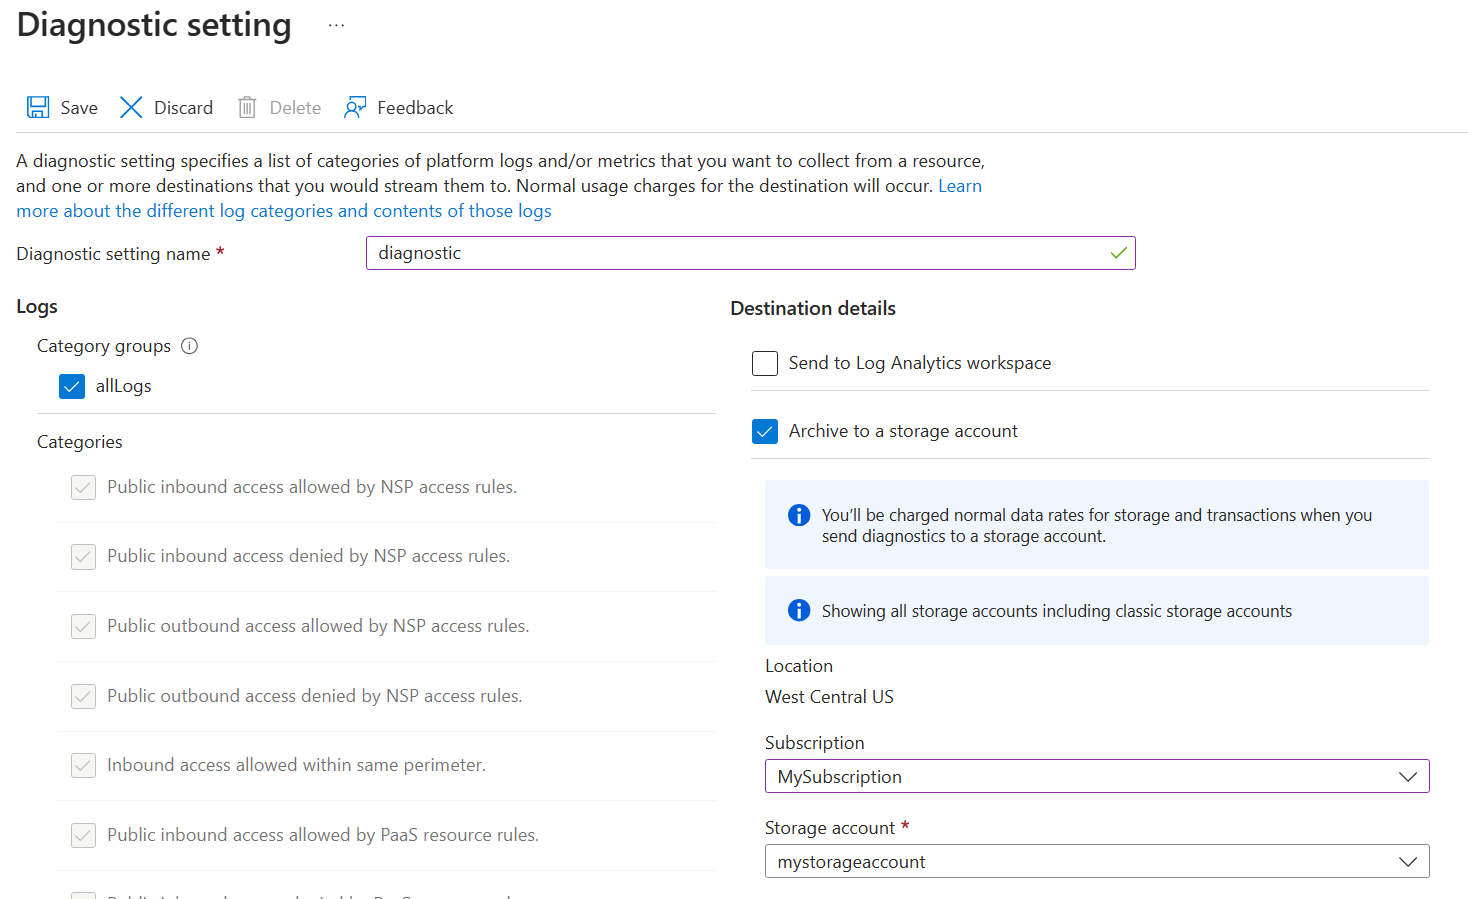 Diagnostic setting ...
Save Discard Delete Feedback
A diagnostic setting specifies a list of categories of platform logs and/or metrics that you want to collect from a resource,
and one or more destinations that you would stream them to. Normal usage charges for the destination will occur. Learn
more about the different log categories and contents of those logs
Diagnostic setting name *
diagnostic
Logs
Category groups
allLogs
Categories
Public inbound access allowed by NSP access rules.
Public inbound access denied by NSP access rules.
Public outbound access allowed by NSP access rules.
Public outbound access denied by NSP access rules.
Inbound access allowed within same perimeter.
Public inbound access allowed by PaaS resource rules.
Destination details
Send to Log Analytics workspace
Archive to a storage account
You'll be charged normal data rates for storage and transactions when you
send diagnostics to a storage account.
Showing all storage accounts including classic storage accounts
Location
West Central US
Subscription
MySubscription
Storage account *
mystorageaccount